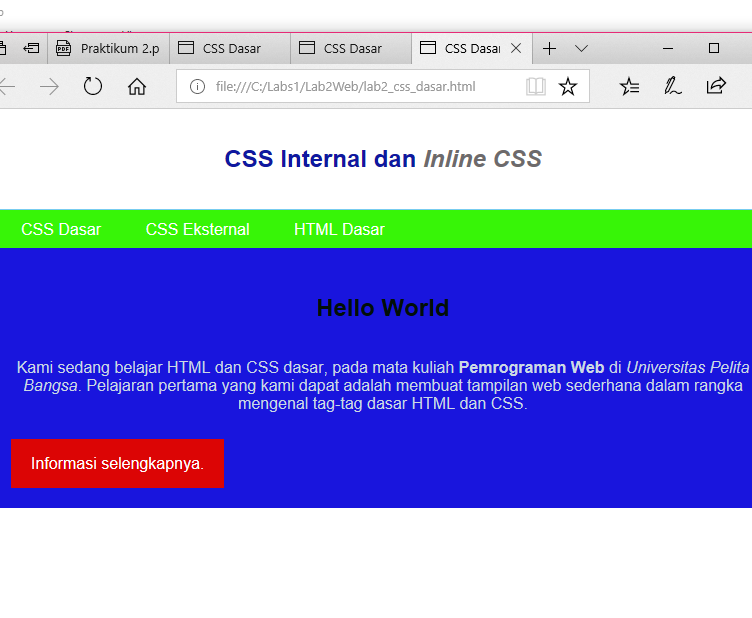 Praktikum 2.p
CSS Dasar
CSS Dasar
CSS Dasar
file:///C:/Labs1/Lab2Web/lab2_css_dasar.html
CSS Internal dan Inline CSS
CSS Dasar
CSS Eksternal
HTML Dasar
Hello World
Kami sedang belajar HTML dan CSS dasar, pada mata kuliah Pemrograman Web di Universitas Pelita
Bangsa. Pelajaran pertama yang kami dapat adalah membuat tampilan web sederhana dalam rangka
mengenal tag-tag dasar HTML dan CSS.
Informasi selengkapnya.